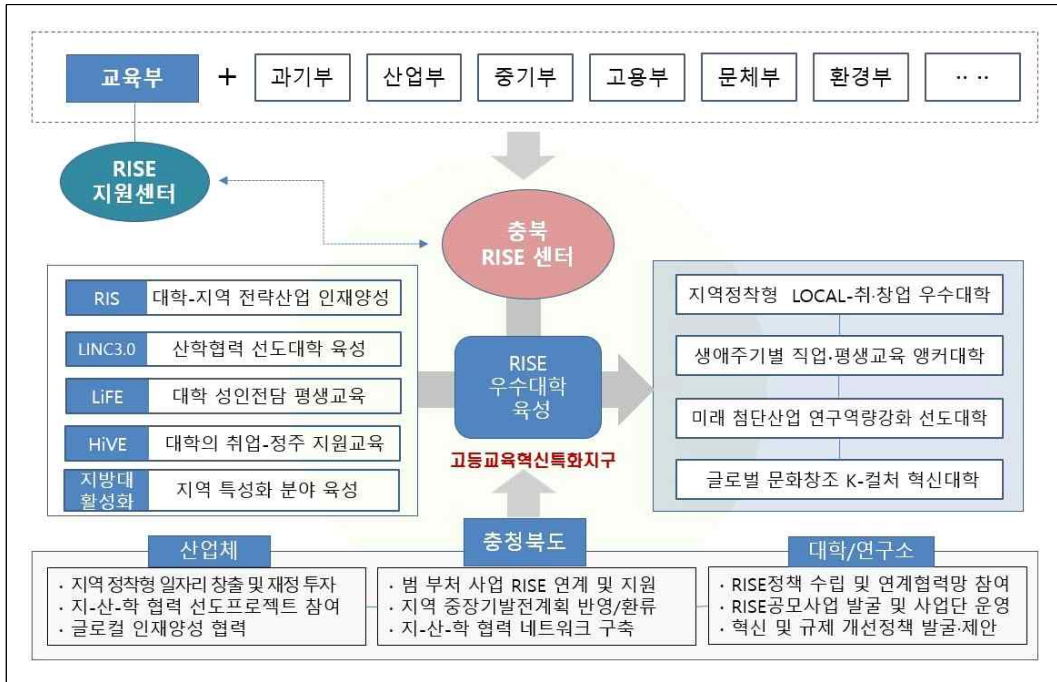 교육부 + 과기부 산업부 중기부 고용부 문체부 환경부 ‥ ‥
RISE
지원센터
충북
RISE 센터
RIS 대학-지역 전략산업 인재양성
LINC3.0 산학협력 선도대학 육성
LiFE 대학 성인전담 평생교육
HiVE 대학의 취업-정주 지원교육
지방대
활성화
지역 특성화 분야 육성
RISE
우수대학
육성
고등교육혁신특화지구
지역정착형 LOCAL-취·창업 우수대학
생애주기별 직업·평생교육 앵커대학
미래 첨단산업 연구역량강화 선도대학
글로벌 문화창조 K-컬처 혁신대학
산업체
· 지역 정착형 일자리 창출 및 재정 투자
· 지-산-학 협력 선도프로젝트 참여
· 글로컬 인재양성 협력
충청북도
· 범 부처 사업 RISE 연계 및 지원
· 지역 중장기발전계획 반영/환류
· 지-산-학 협력 네트워크 구축
대학/연구소
· RISE정책 수립 및 연계협력망 참여
· RISE공모사업 발굴 및 사업단 운영
· 혁신 및 규제 개선정책 발굴·제안